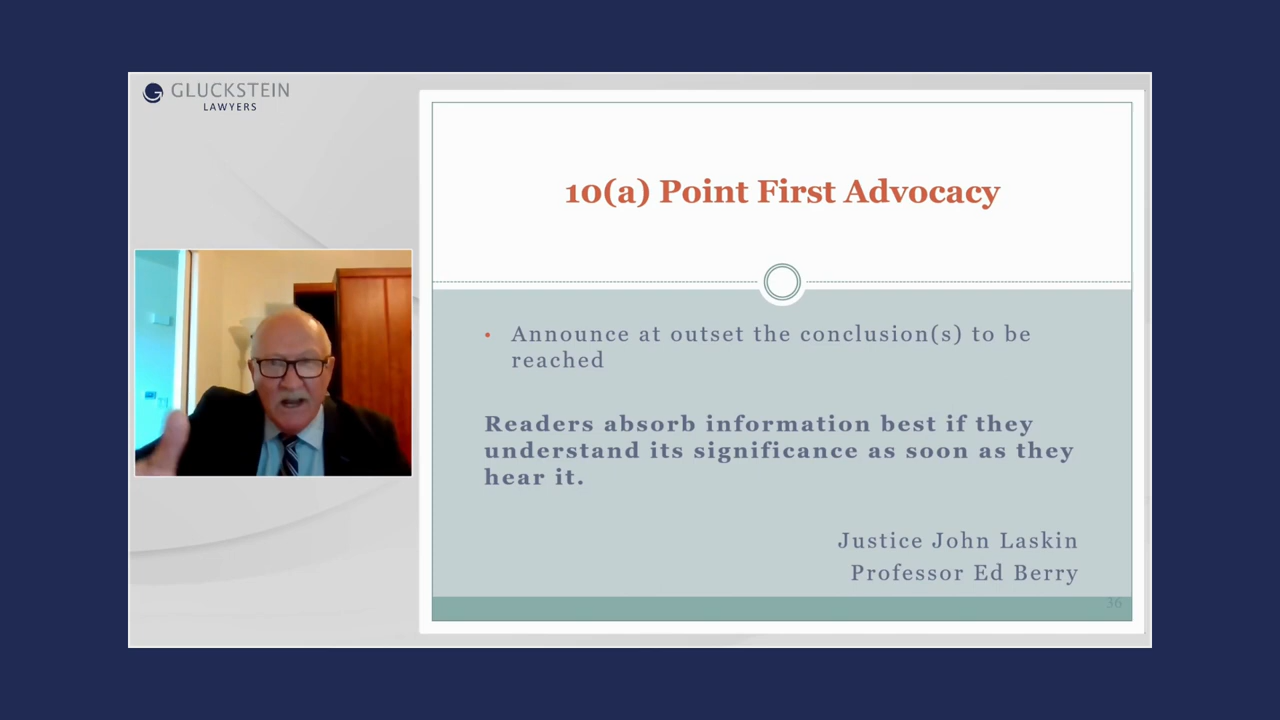 GLUCKSTEIN
LAWYERS
10(a) Point First Advocacy
• Announce at outset the conclusion(s) to be
reached
Readers absorb information best if they
understand its significance as soon as they
hear it.
Justice John Laskin
Professor Ed Berry
36